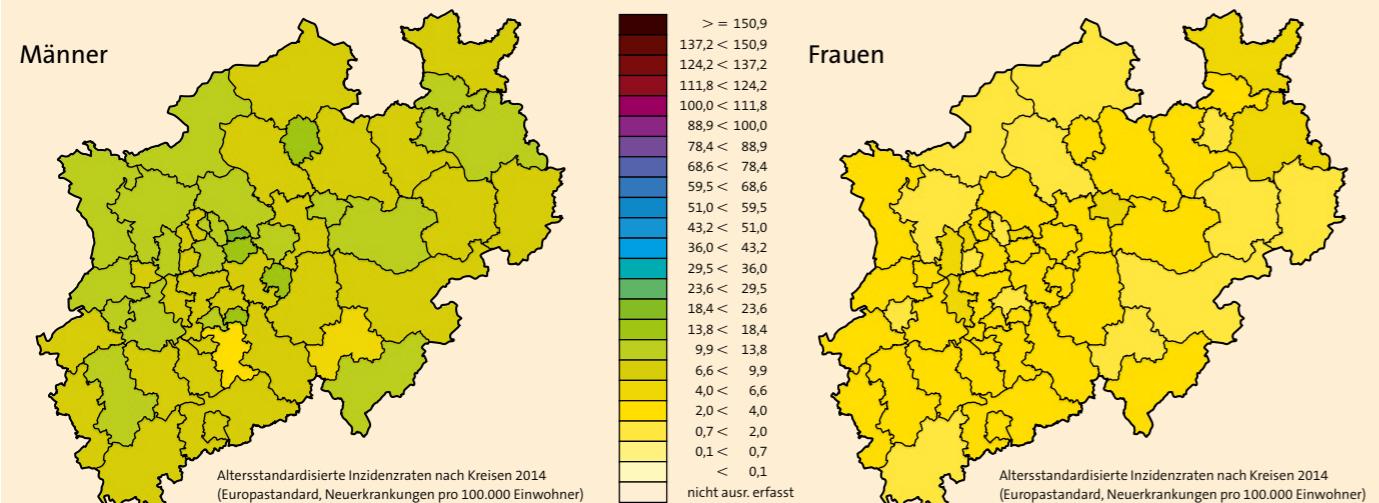 Männer
> = 150,9
137,2 < 150,9
124,2 < 137,2
111,8 < 124,2
100,0 < 111,8
88,9 < 100,0
78,4 < 88,9
68,6 < 78,4
59,5 < 68,6
51,0 < 59,5
43,2 < 51,0
36,0 < 43,2
29,5 < 36,0
23,6 < 29,5
18,4 < 23,6
13,8 < 18,4
9,9 < 13,8
6,6 < 9,9
4,0 < 6,6
2,0 < 4,0
0,7 < 2,0
0,1 < 0,7
< 0,1
nicht ausr. erfasst
Altersstandardisierte Inzidenzraten nach Kreisen 2014
(Europastandard, Neuerkrankungen pro 100.000 Einwohner)
Frauen
Altersstandardisierte Inzidenzraten nach Kreisen 2014
(Europastandard, Neuerkrankungen pro 100.000 Einwohner)